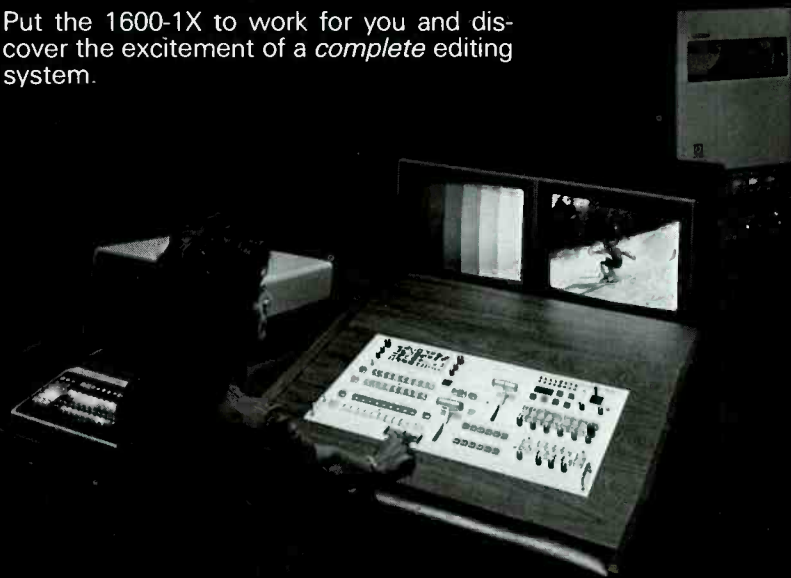 Put the 1600-1X to work for you and dis-
cover the excitement of a complete editing
system.